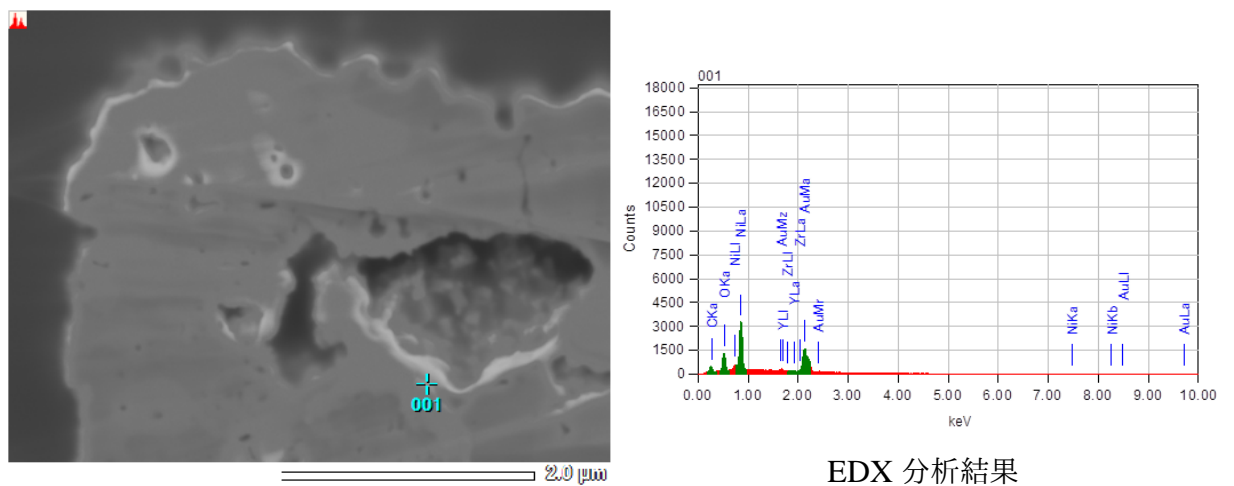 001
2.0 µm
001
18000
16500
15000
13500
12000
10500
9000
7500
6000
4500
3000
1500
0
Counts
CKa
OKa
NiLl
NiLa
YLl
AuMz
ZrLl
YLa
ZrLa
AuMa
AuMr
NiKa
NiKb
AuLl
AuLa
0.00 1.00 2.00 3.00 4.00 5.00 6.00 7.00 8.00 9.00 10.00
keV
EDX 分析結果